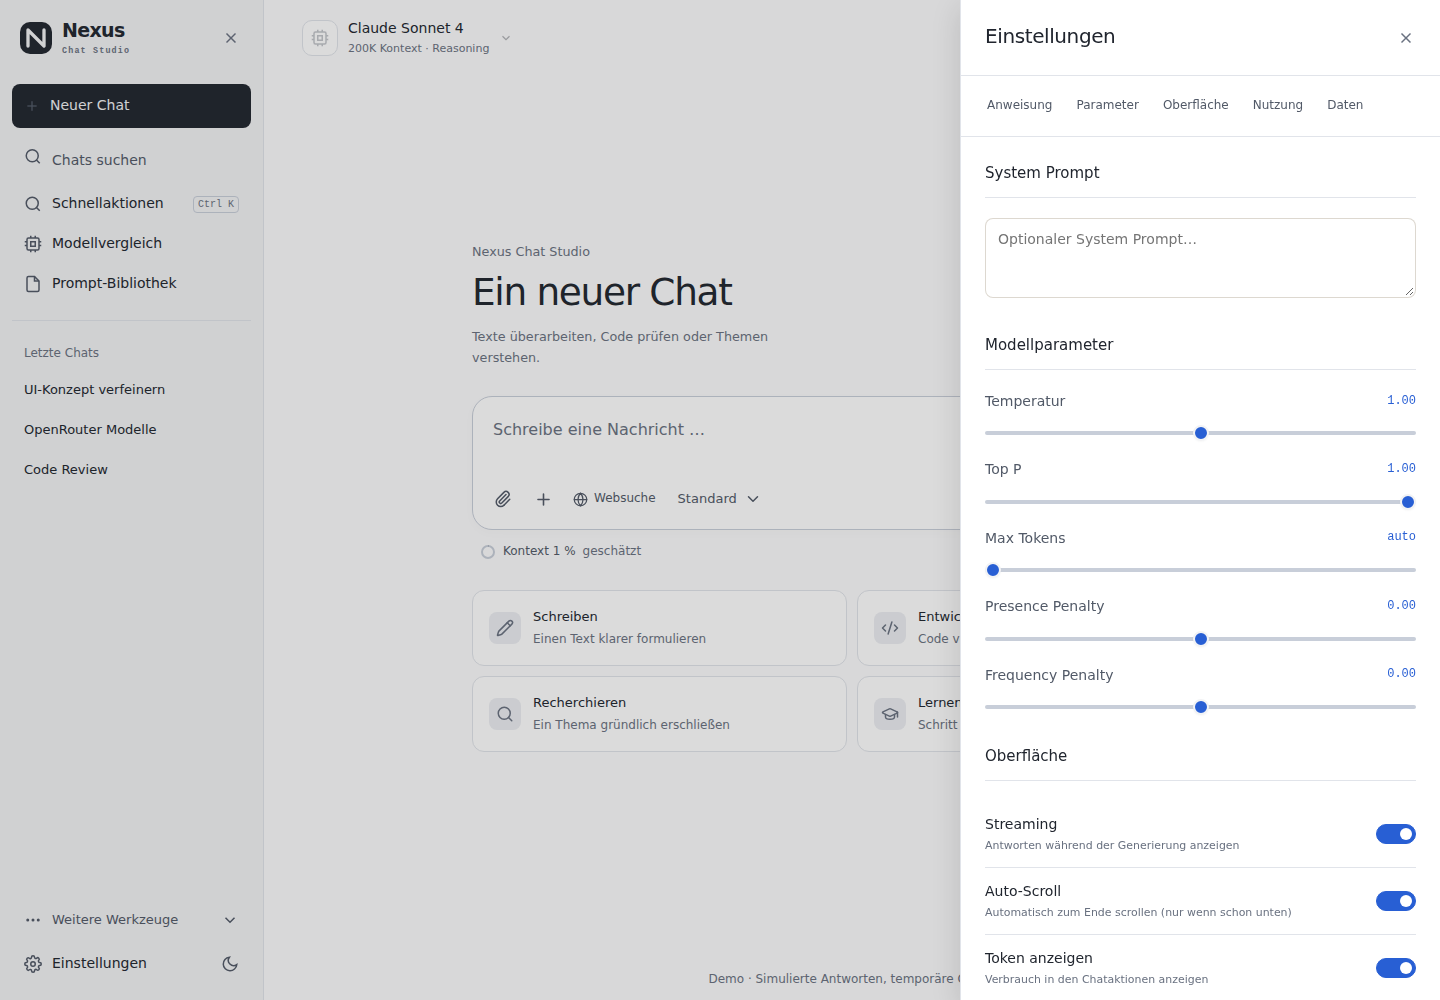 Nexus
Chat Studio
Neuer Chat
Chats suchen
Schnellaktionen
Ctrl K
Modellvergleich
Prompt-Bibliothek
Letzte Chats
UI-Konzept verfeinern
OpenRouter Modelle
Code Review
Weitere Werkzeuge
Einstellungen
Claude Sonnet 4
200K Kontext · Reasoning
Nexus Chat Studio
Ein neuer Chat
Texte überarbeiten, Code prüfen oder Themen
verstehen.
Schreibe eine Nachricht ...
Websuche
Standard
Kontext 1 % geschätzt
Schreiben
Einen Text klarer formulieren
Entwic
Code v
Recherchieren
Ein Thema gründlich erschließen
Lerner
Schritt
Demo · Simulierte Antworten, temporäre
Einstellungen
Anweisung Parameter Oberfläche Nutzung Daten
System Prompt
Optionaler System Prompt...
Modellparameter
Temperatur 1.00
Top P 1.00
Max Tokens auto
Presence Penalty 0.00
Frequency Penalty 0.00
Oberfläche
Streaming
Antworten während der Generierung anzeigen
Auto-Scroll
Automatisch zum Ende scrollen (nur wenn schon unten)
Token anzeigen
Verbrauch in den Chataktionen anzeigen